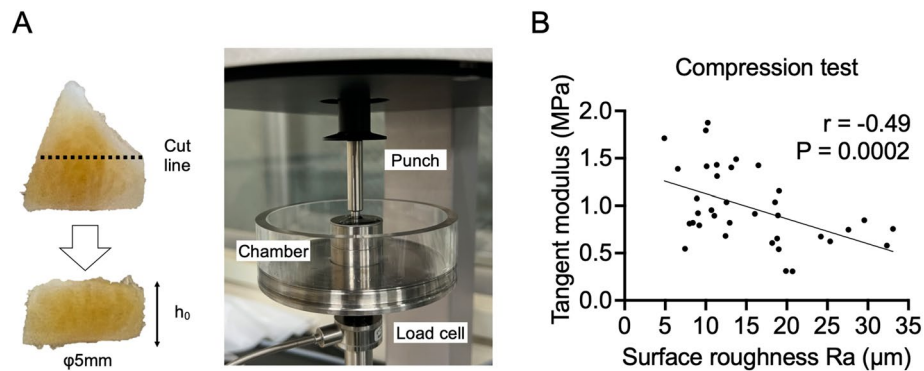 A
Cut
line
h0
φ5mm
Punch
Chamber
Load cell
B
Compression test
r = -0.49
P = 0.0002
Tangent modulus (MPa)
2.0
1.5
1.0
0.5
0.0
0 5 10 15 20 25 30 35
Surface roughness Ra (μm)